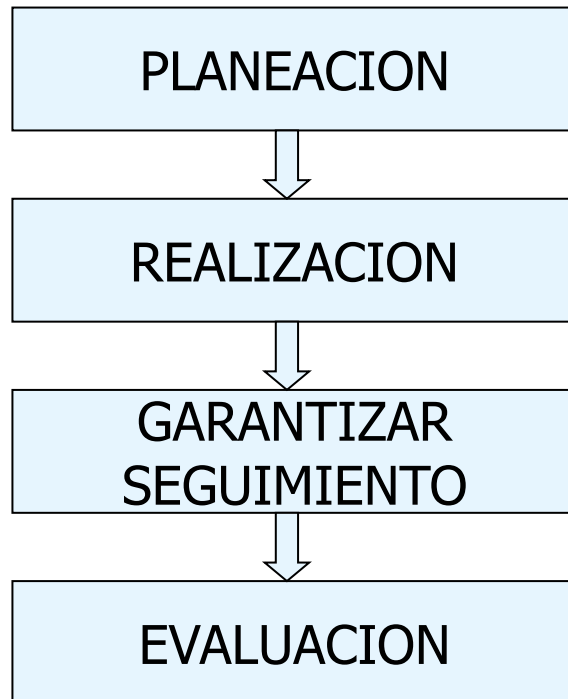 PLANEACION
REALIZACION
GARANTIZAR
SEGUIMIENTO
EVALUACION